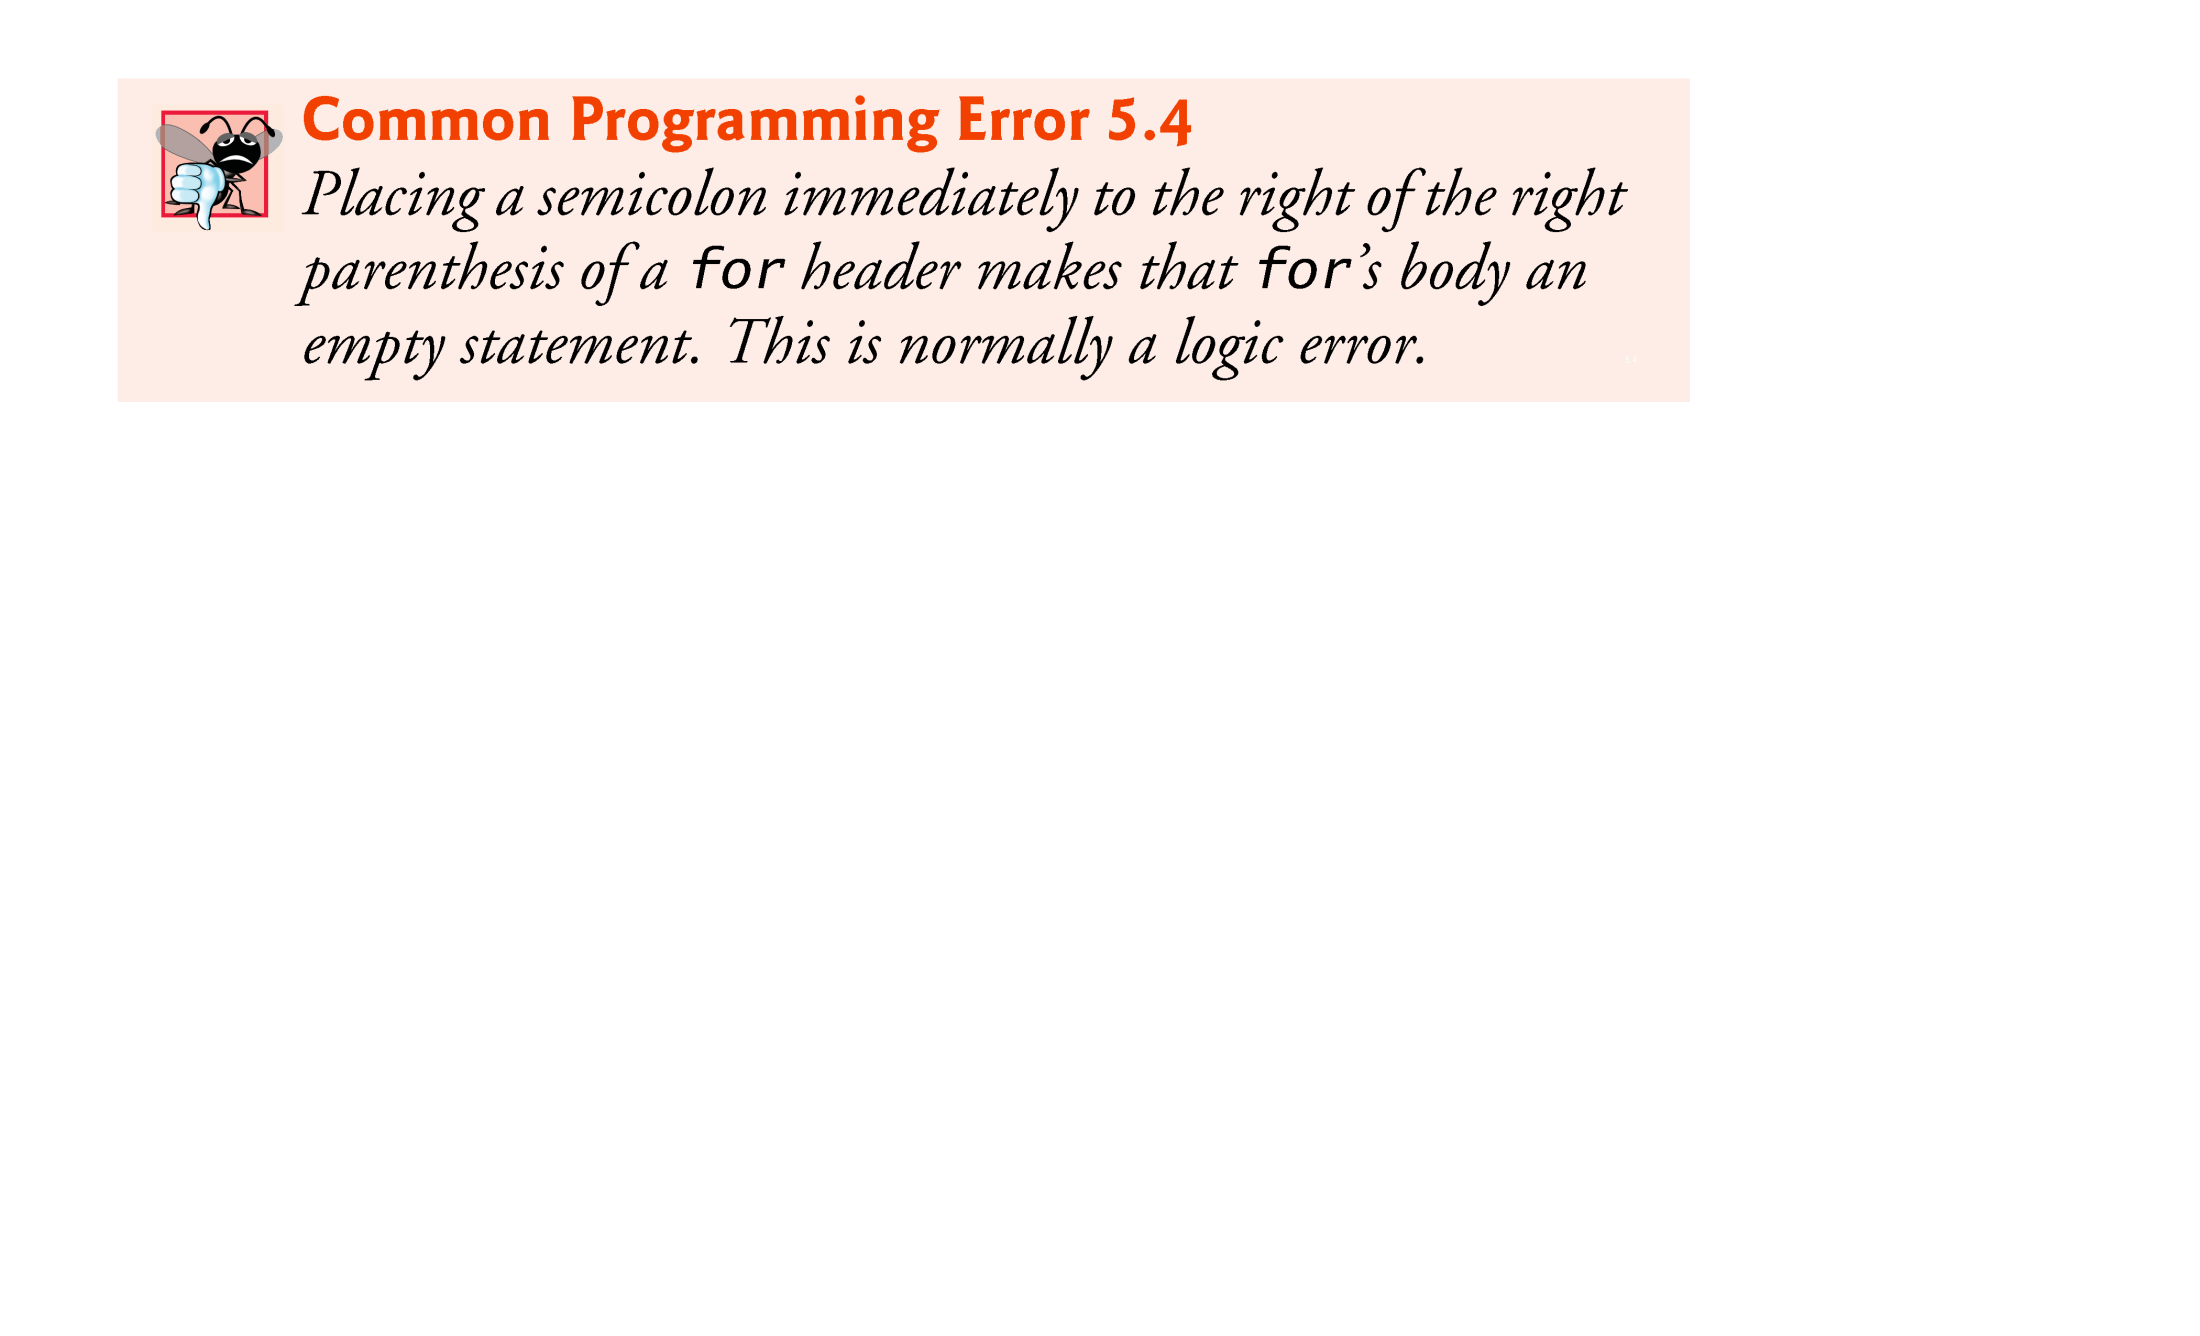 Common Programming Error 5.4
Placing a semicolon immediately to the right of the right
parenthesis of a for header makes that for’s body an
empty statement. This is normally a logic error.